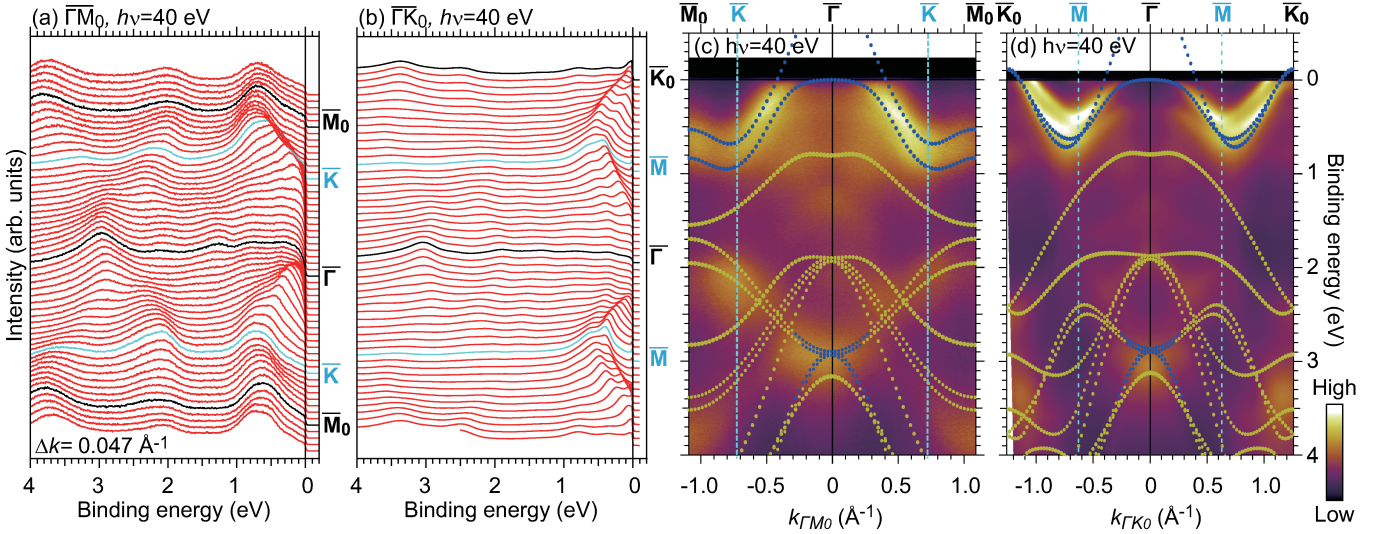 (a) Γ̅M̅₀, hν=40 eV
(b) Γ̅K̅₀, hν=40 eV
M̅₀ K̅ Γ̅ K̅ M̅₀
K̅₀ M̅ Γ̅ M̅ K̅₀
(c) hν=40 eV
(d) hν=40 eV
Intensity (arb. units)
M̅₀
K̅
Γ̅
K̅
M̅₀
Δk= 0.047 Å⁻¹
4 3 2 1 0
Binding energy (eV)
K̅₀
M̅
Γ̅
M̅
4 3 2 1 0
Binding energy (eV)
-1.0 -0.5 0 0.5 1.0
k_ΓM₀ (Å⁻¹)
-1.0 -0.5 0 0.5 1.0
k_ΓK₀ (Å⁻¹)
0
1
2
3
4
Binding energy (eV)
High
Low